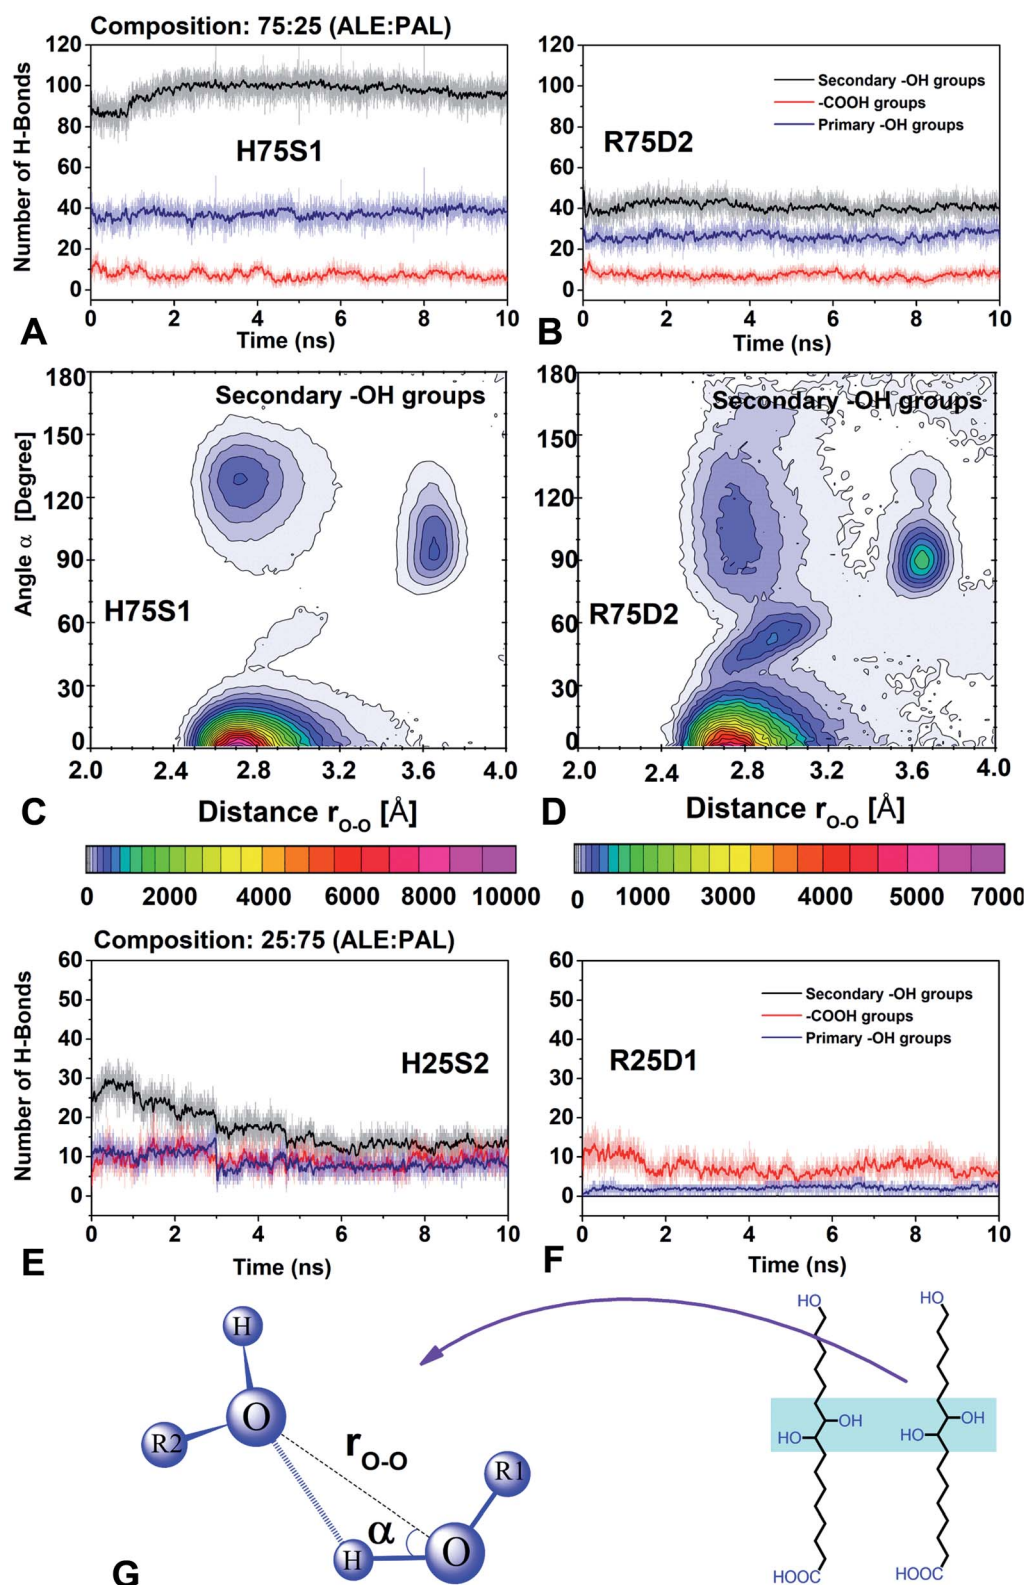 Composition: 75:25 (ALE:PAL)
Number of H-Bonds
120
100
80
60
40
20
0
H75S1
0 2 4 6 8 10
Time (ns)
A
120
100
80
60
40
20
0
Secondary -OH groups
-COOH groups
Primary -OH groups
R75D2
0 2 4 6 8 10
Time (ns)
B
Angle α [Degree]
180
150
120
90
60
30
0
Secondary -OH groups
H75S1
2.0 2.4 2.8 3.2 3.6 4.0
Distance rO-O [Å]
C
180
150
120
90
60
30
0
Secondary -OH groups
R75D2
2.0 2.4 2.8 3.2 3.6 4.0
Distance rO-O [Å]
D
0 2000 4000 6000 8000 10000
0 1000 3000 4000 5000 7000
Composition: 25:75 (ALE:PAL)
Number of H-Bonds
60
50
40
30
20
10
0
H25S2
0 2 4 6 8 10
Time (ns)
E
60
50
40
30
20
10
0
Secondary -OH groups
-COOH groups
Primary -OH groups
R25D1
0 2 4 6 8 10
Time (ns)
F
H
O
R2
rO-O
R1
α
H
O
G
HO
HO
OH
OH
HO
HO
HOOC
HOOC